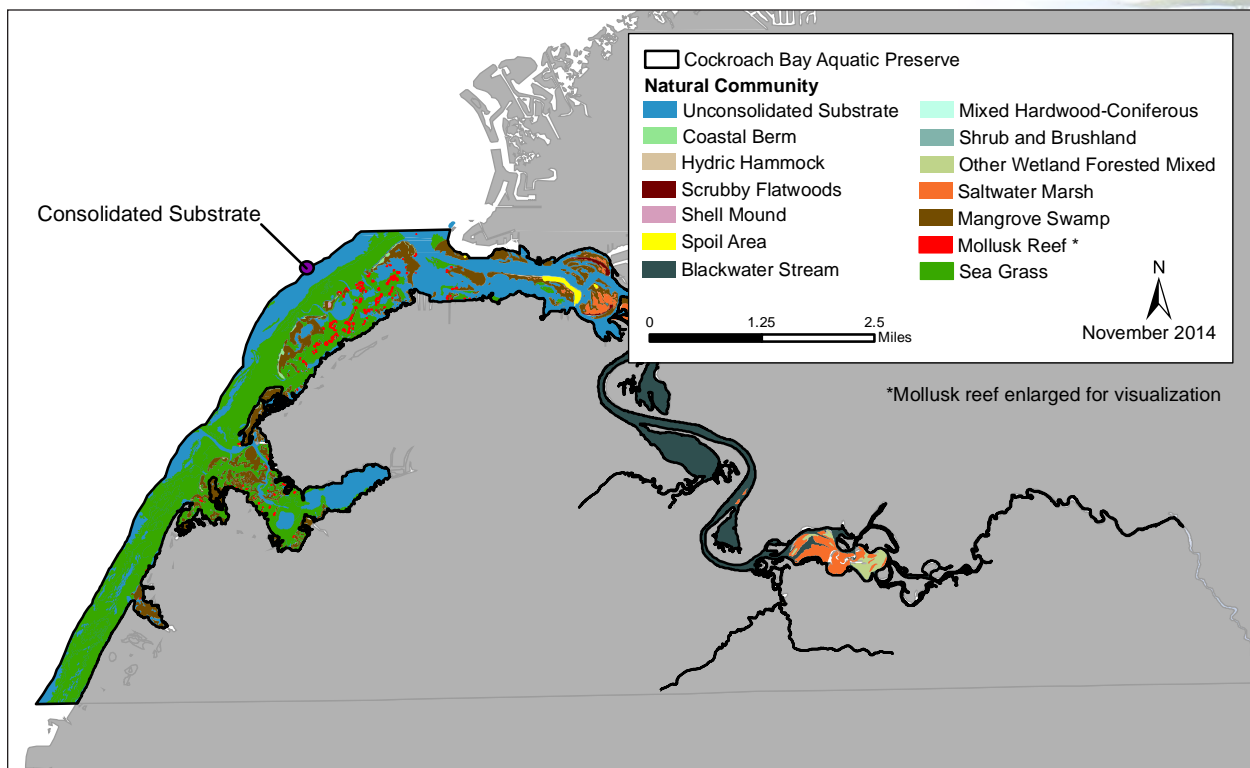 Cockroach Bay Aquatic Preserve
Natural Community
Unconsolidated Substrate
Coastal Berm
Hydric Hammock
Scrubby Flatwoods
Shell Mound
Spoil Area
Blackwater Stream
Mixed Hardwood-Coniferous
Shrub and Brushland
Other Wetland Forested Mixed
Saltwater Marsh
Mangrove Swamp
Mollusk Reef *
Sea Grass
N
November 2014
0 1.25 2.5
Miles
Consolidated Substrate
*Mollusk reef enlarged for visualization